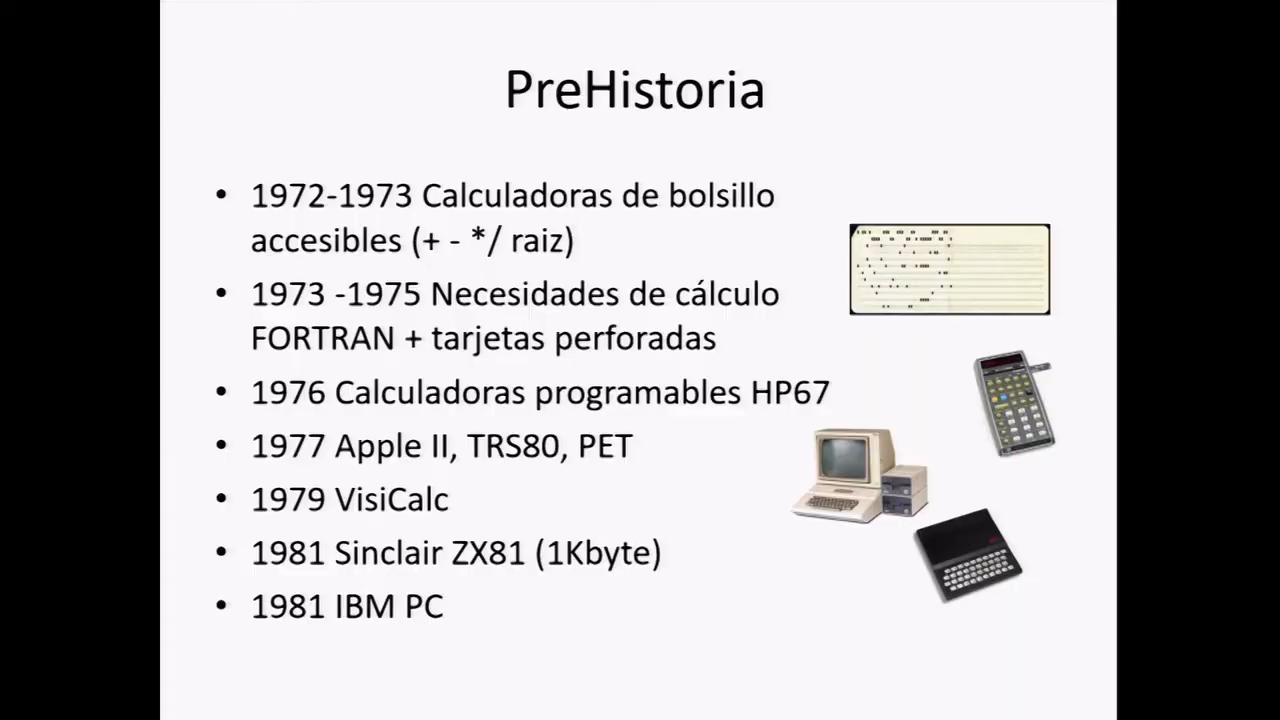 PreHistoria
• 1972-1973 Calculadoras de bolsillo
accesibles (+ - */ raiz)
• 1973 -1975 Necesidades de cálculo
FORTRAN + tarjetas perforadas
• 1976 Calculadoras programables HP67
• 1977 Apple II, TRS80, PET
• 1979 VisiCalc
• 1981 Sinclair ZX81 (1Kbyte)
• 1981 IBM PC